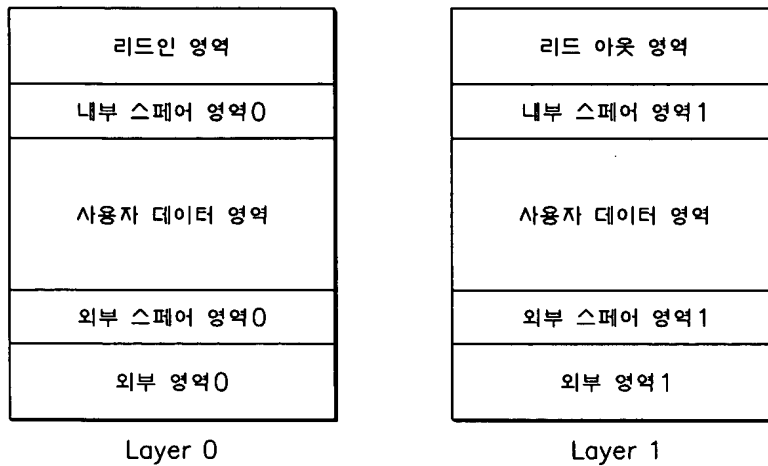 리드인 영역
내부 스페어 영역0
사용자 데이터 영역
외부 스페어 영역0
외부 영역0
Layer 0
리드 아웃 영역
내부 스페어 영역1
사용자 데이터 영역
외부 스페어 영역1
외부 영역1
Layer 1